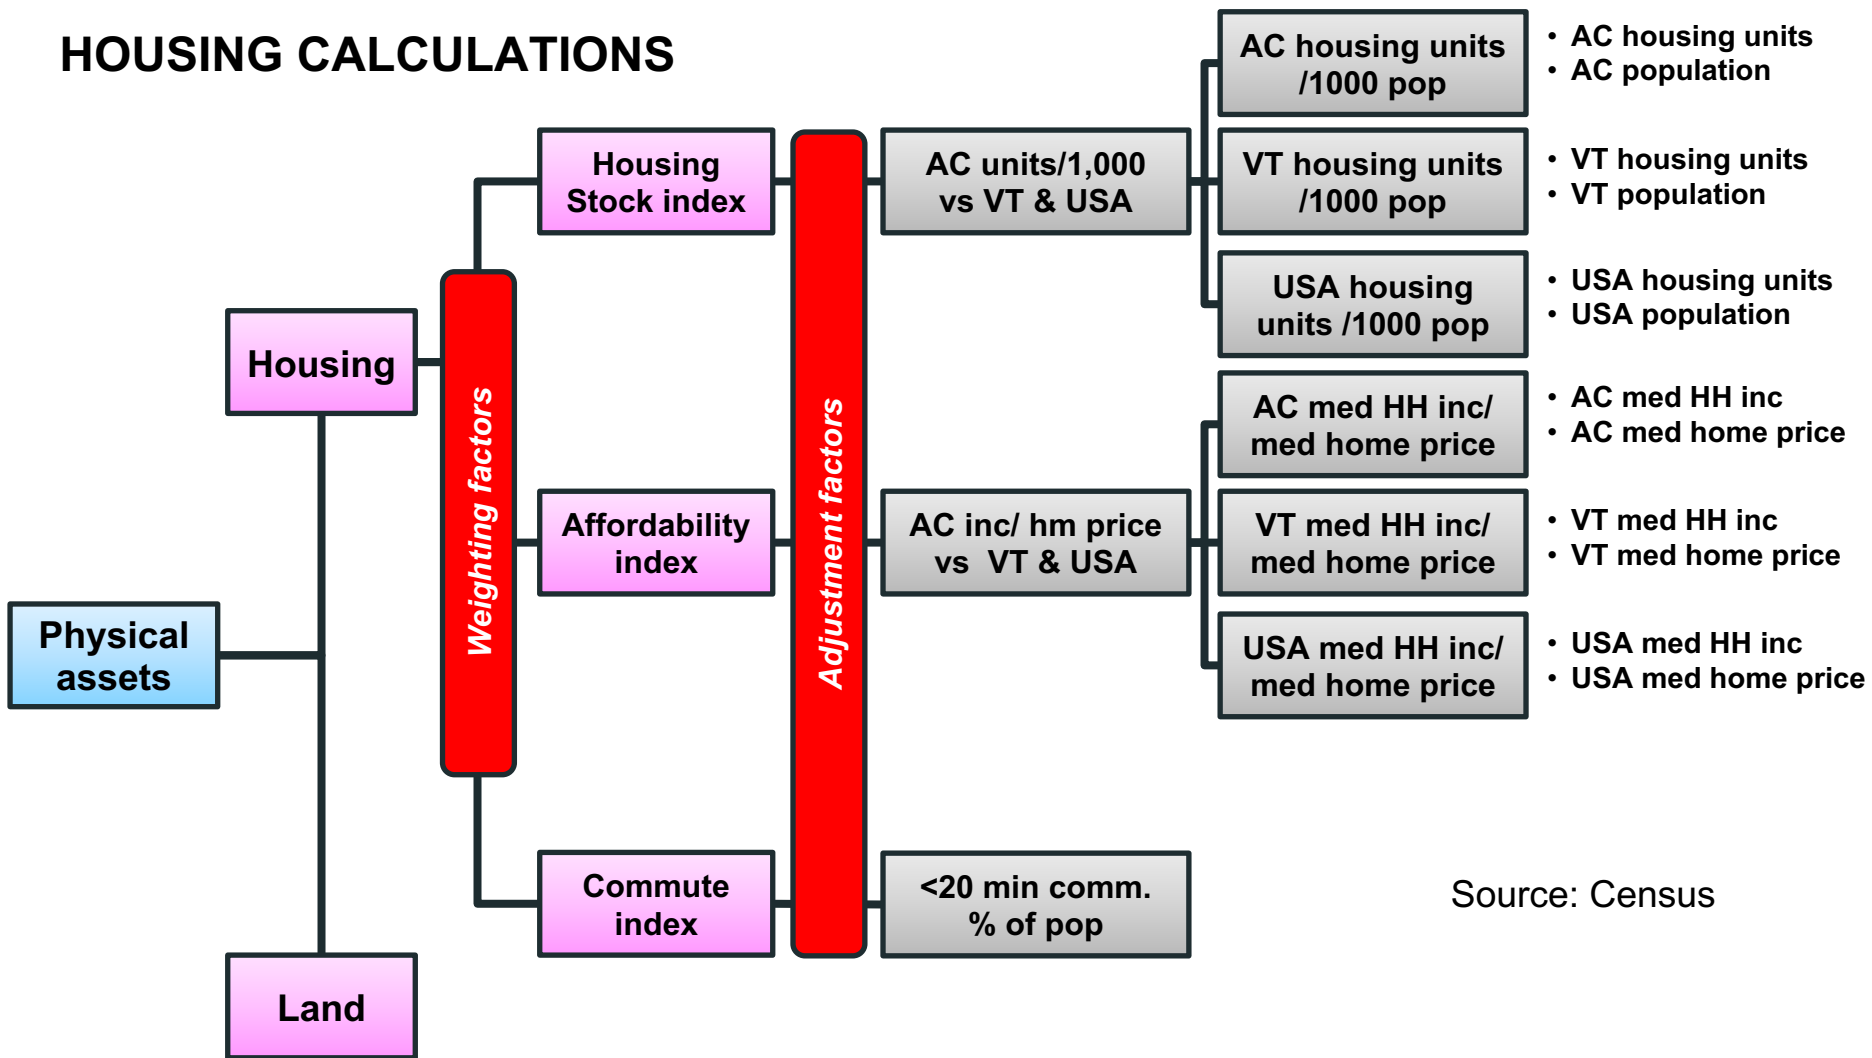 HOUSING CALCULATIONS
AC housing units
/1000 pop
• AC housing units
• AC population
Housing
Stock index
AC units/1,000
vs VT & USA
VT housing units
/1000 pop
• VT housing units
• VT population
USA housing
units /1000 pop
• USA housing units
• USA population
Housing
Weighting factors
Adjustment factors
AC med HH inc/
med home price
• AC med HH inc
• AC med home price
Affordability
index
AC inc/ hm price
vs VT & USA
VT med HH inc/
med home price
• VT med HH inc
• VT med home price
Physical
assets
USA med HH inc/
med home price
• USA med HH inc
• USA med home price
Commute
index
<20 min comm.
% of pop
Source: Census
Land